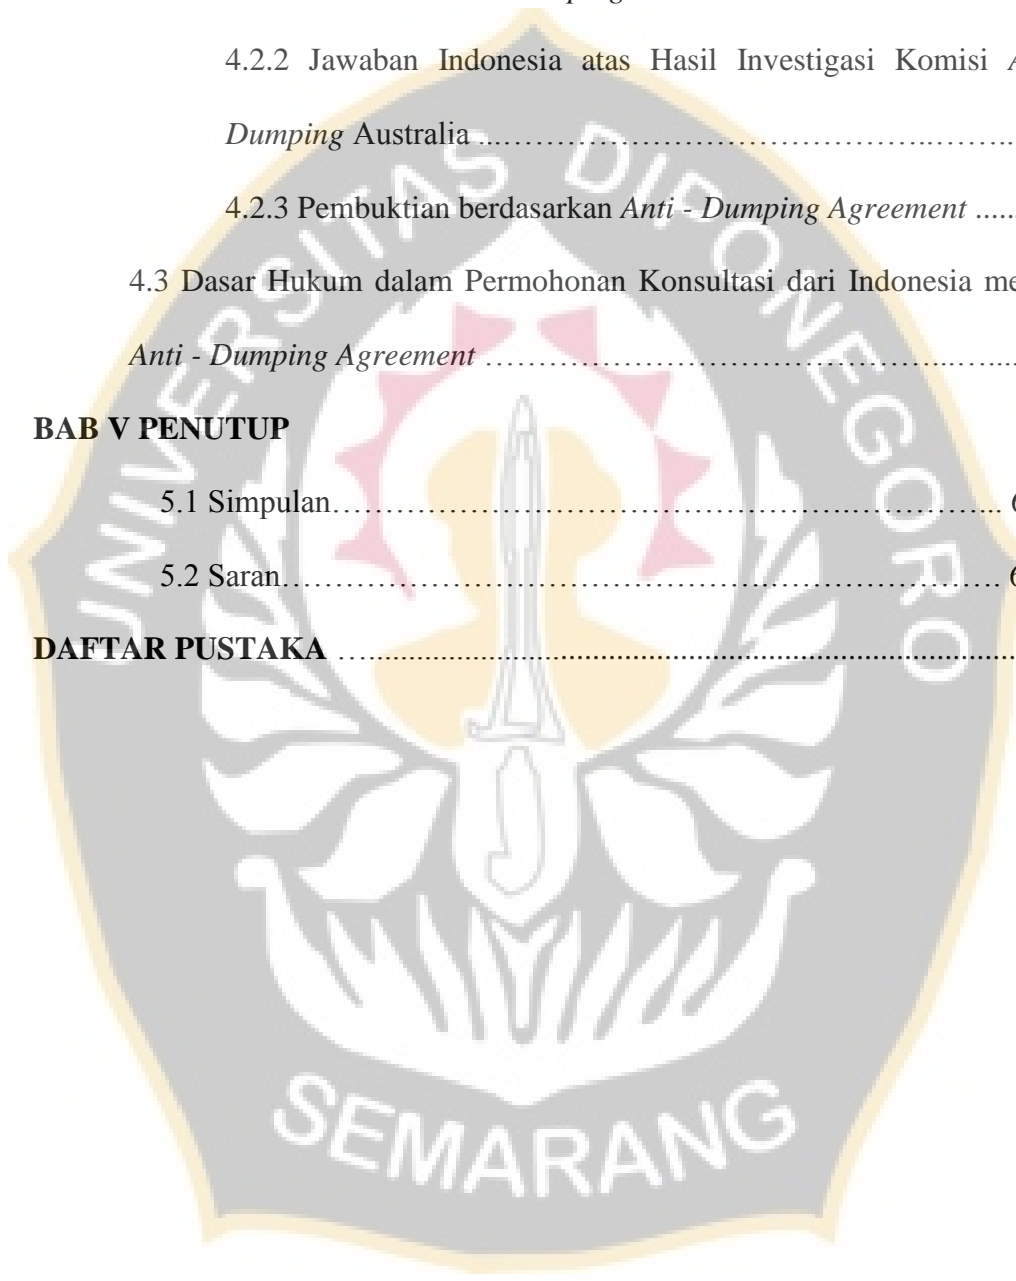 4.2.2 Jawaban Indonesia atas Hasil Investigasi Komisi
Dumping Australia ...........................................................
4.2.3 Pembuktian berdasarkan Anti - Dumping Agreement ......
4.3 Dasar Hukum dalam Permohonan Konsultasi dari Indonesia
Anti - Dumping Agreement ...........................................................
BAB V PENUTUP
5.1 Simpulan...........................................................
5.2 Saran...........................................................
DAFTAR PUSTAKA ...........................................................
UNIVERSITAS DIPONEGORO
SEMARANG